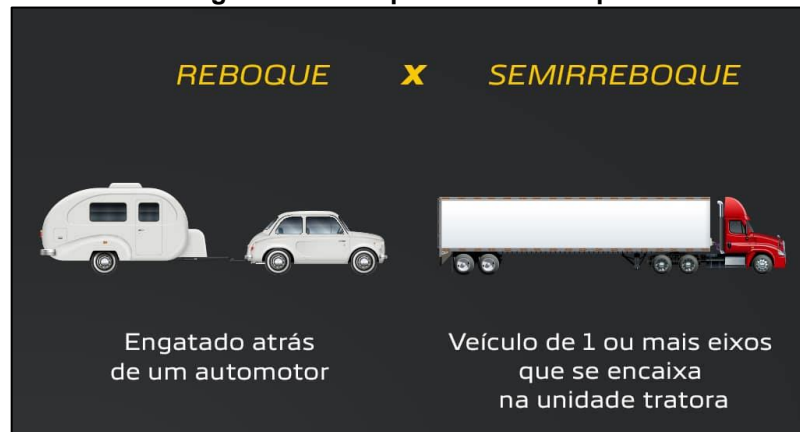 REBOQUE X SEMIRREBOQUE
Engatado atrás
de um automotor
Veículo de 1 ou mais eixos
que se encaixa
na unidade tratora